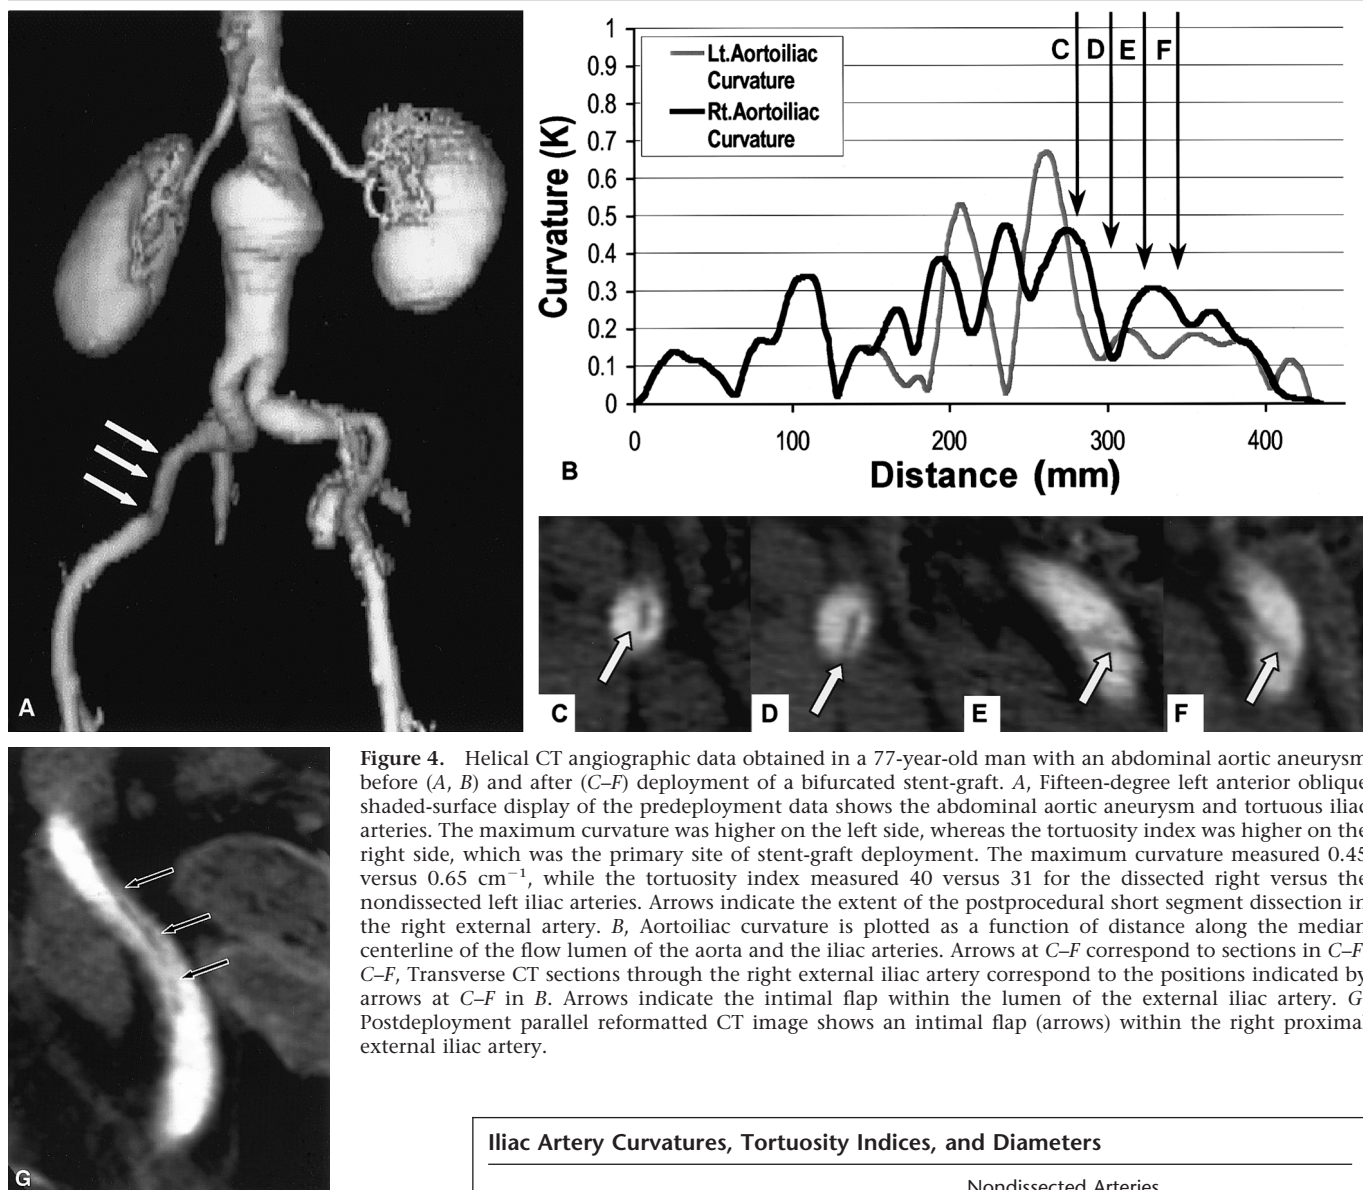 A
B
1
0.9
0.8
0.7
0.6
0.5
0.4
0.3
0.2
0.1
0
Curvature (K)
Lt.Aortoiliac
Curvature
Rt.Aortoiliac
Curvature
C D E F
0 100 200 300 400
Distance (mm)
C
D
E
F
G
Figure 4. Helical CT angiographic data obtained in a 77-year-old man with an abdominal aortic aneurysm
before (A, B) and after (C–F) deployment of a bifurcated stent-graft. A, Fifteen-degree left anterior oblique
shaded-surface display of the predeployment data shows the abdominal aortic aneurysm and tortuous iliac
arteries. The maximum curvature was higher on the left side, whereas the tortuosity index was higher on the
right side, which was the primary site of stent-graft deployment. The maximum curvature measured 0.45
versus 0.65 cm⁻¹, while the tortuosity index measured 40 versus 31 for the dissected right versus the
nondissected left iliac arteries. Arrows indicate the extent of the postprocedural short segment dissection in
the right external artery. B, Aortoiliac curvature is plotted as a function of distance along the median
centerline of the flow lumen of the aorta and the iliac arteries. Arrows at C–F correspond to sections in C–F
C–F, Transverse CT sections through the right external iliac artery correspond to the positions indicated by
arrows at C–F in B. Arrows indicate the intimal flap within the lumen of the external iliac artery. G
Postdeployment parallel reformatted CT image shows an intimal flap (arrows) within the right proximal
external iliac artery.
Iliac Artery Curvatures, Tortuosity Indices, and Diameters
Nondissected Arteries